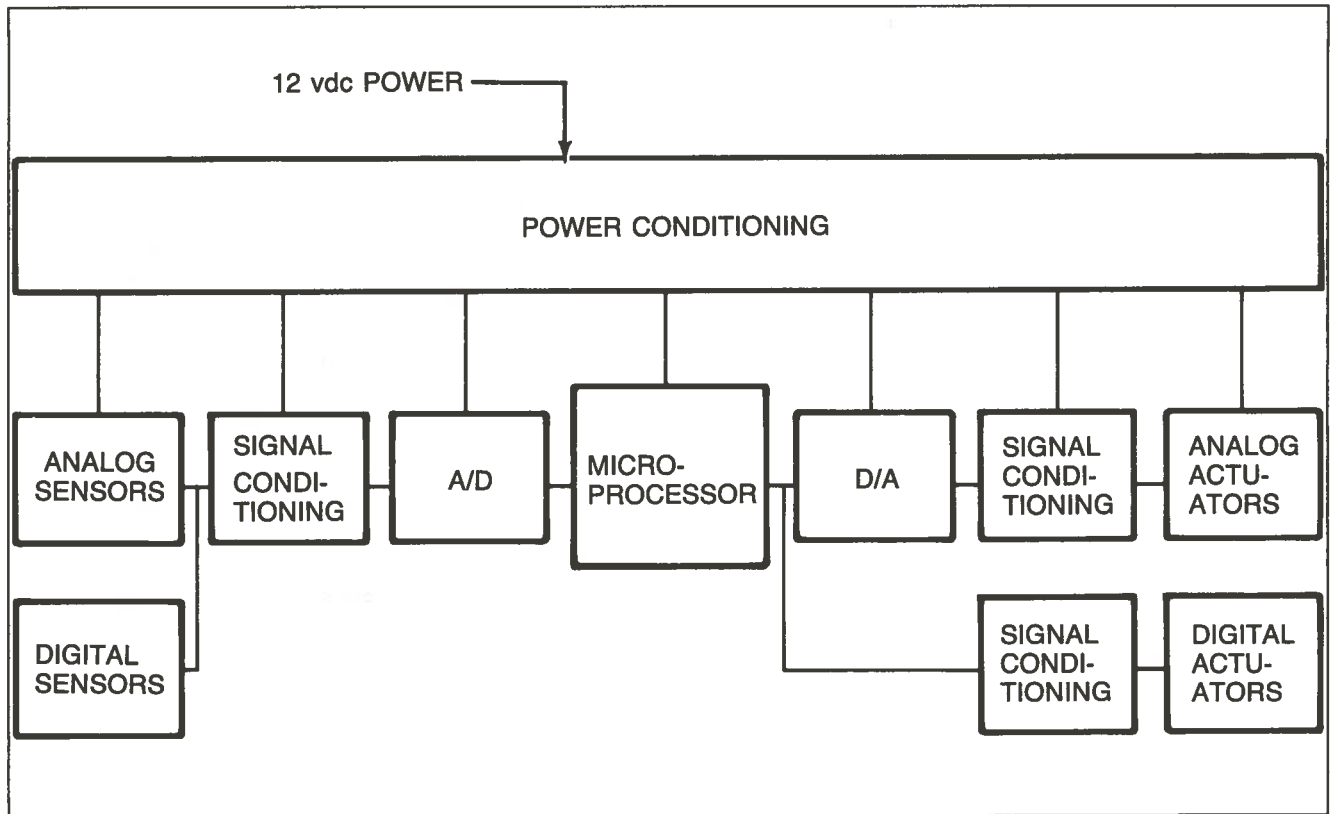 12 vdc POWER
POWER CONDITIONING
ANALOG
SENSORS
SIGNAL
CONDI-
TIONING
A/D
MICRO-
PROCESSOR
D/A
SIGNAL
CONDI-
TIONING
ANALOG
ACTU-
ATORS
DIGITAL
SENSORS
SIGNAL
CONDI-
TIONING
DIGITAL
ACTU-
ATORS